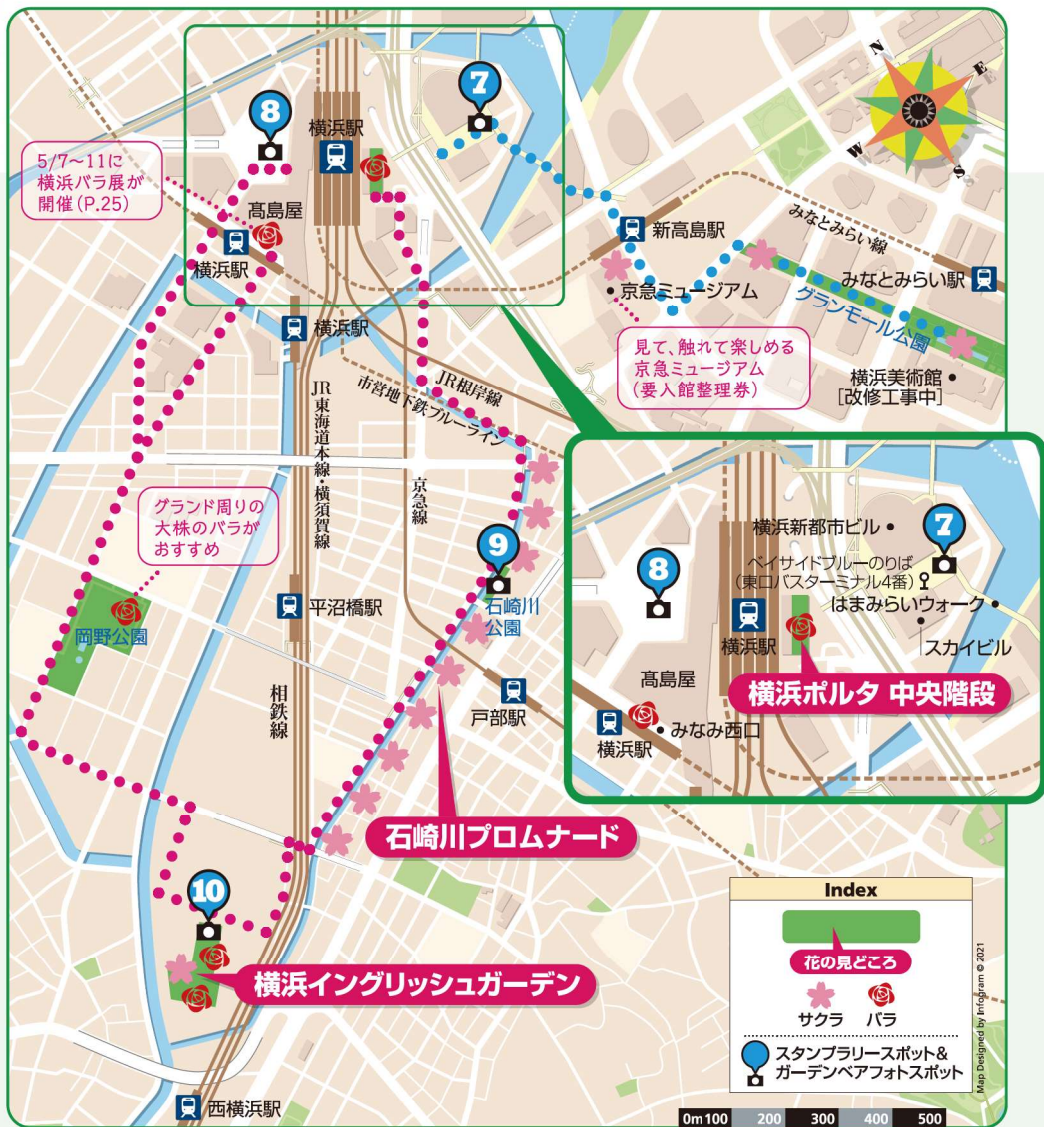 N
E
W
S
7
8
横浜駅
5/7〜11に
横浜バラ展が
開催(P.25)
髙島屋
横浜駅
新高島駅
みなとみらい線
京急ミュージアム
みなとみらい駅
グランモール公園
横浜駅
見て、触れて楽しめる
京急ミュージアム
(要入館整理券)
横浜美術館
[改修工事中]
JR根岸線
市営地下鉄ブルーライン
JR東海道本線・横須賀線
京急線
グランド周りの
大株のバラが
おすすめ
9
石崎川
公園
平沼橋駅
岡野公園
相鉄線
戸部駅
石崎川プロムナード
10
横浜イングリッシュガーデン
西横浜駅
横浜新都市ビル
7
8
ベイサイドブルーのりば
(東口バスターミナル4番)
はまみらいウォーク
横浜駅
スカイビル
髙島屋
横浜ポルタ 中央階段
みなみ西口
横浜駅
Index
花の見どころ
サクラ バラ
スタンプラリースポット&
ガーデンベアフォトスポット
Map Designed by Infogram © 2021
0m 100 200 300 400 500